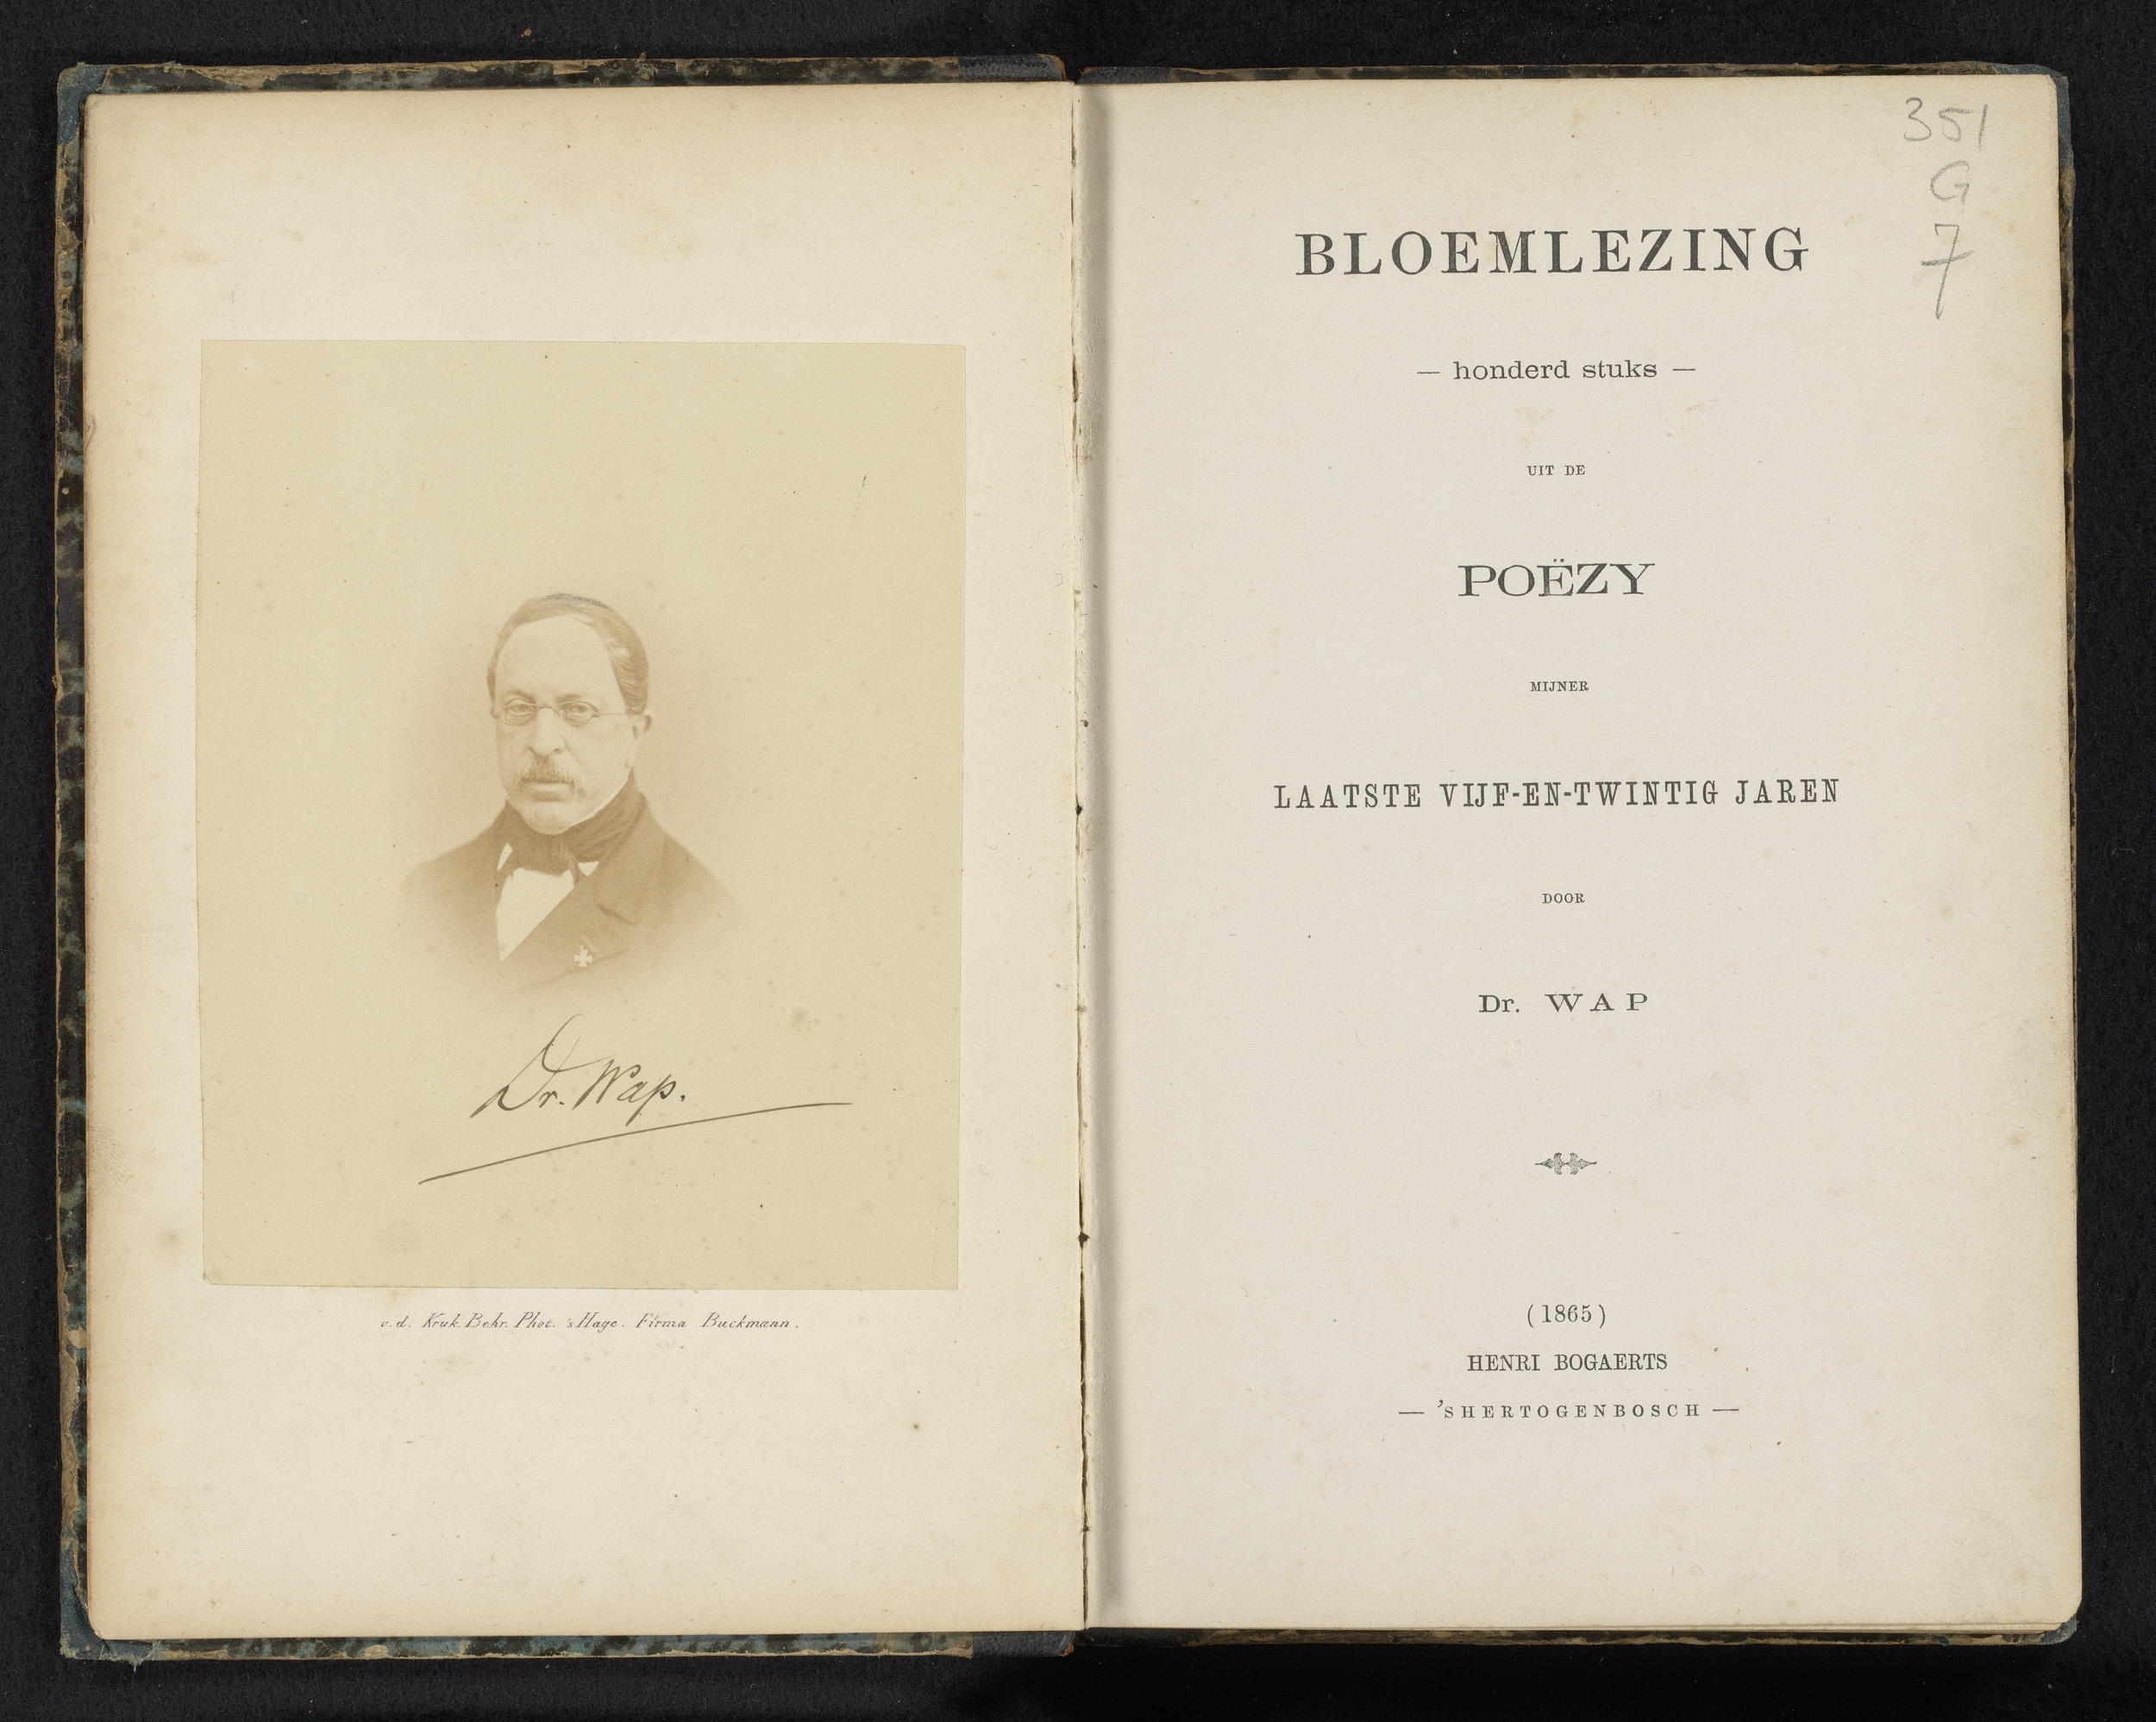 Dr. Wap.
v. d. Kruk. Behr. Phot. 's Hage. Firma Buckmann.
351
G
7
BLOEMLEZING
— honderd stuks —
UIT DE
POËZY
MIJNER
LAATSTE VIJF-EN-TWINTIG JAREN
DOOR
Dr. WAP
(1865)
HENRI BOGAERTS
— 'SHERTOGENBOSCH —